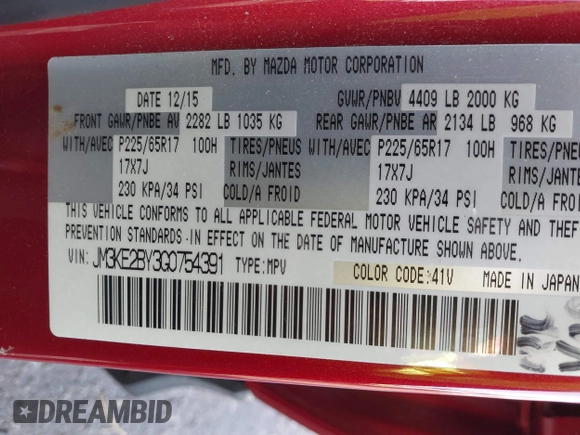 MFD. BY MAZDA MOTOR CORPORATION
DATE 12/15 GVWR/PNBV 4409 LB 2000 KG
FRONT GAWR/PNBE AV 2282 LB 1035 KG REAR GAWR/PNBE AR 2134 LB 968 KG
WITH/AVEC P225/65R17 100H TIRES/PNEUS WITH/AVEC P225/65R17 100H TIRES/PNEUS
17X7J RIMS/JANTES 17X7J RIMS/JANTES
230 KPA/34 PSI COLD/A FROID 230 KPA/34 PSI COLD/A FROID
THIS VEHICLE CONFORMS TO ALL APPLICABLE FEDERAL MOTOR VEHICLE SAFETY AND THEFT
PREVENTION STANDARDS IN EFFECT ON THE DATE OF MANUFACTURE SHOWN ABOVE.
VIN: JM3KE2BY3G0754391 TYPE:MPV COLOR CODE:41V MADE IN JAPAN
DREAMBID